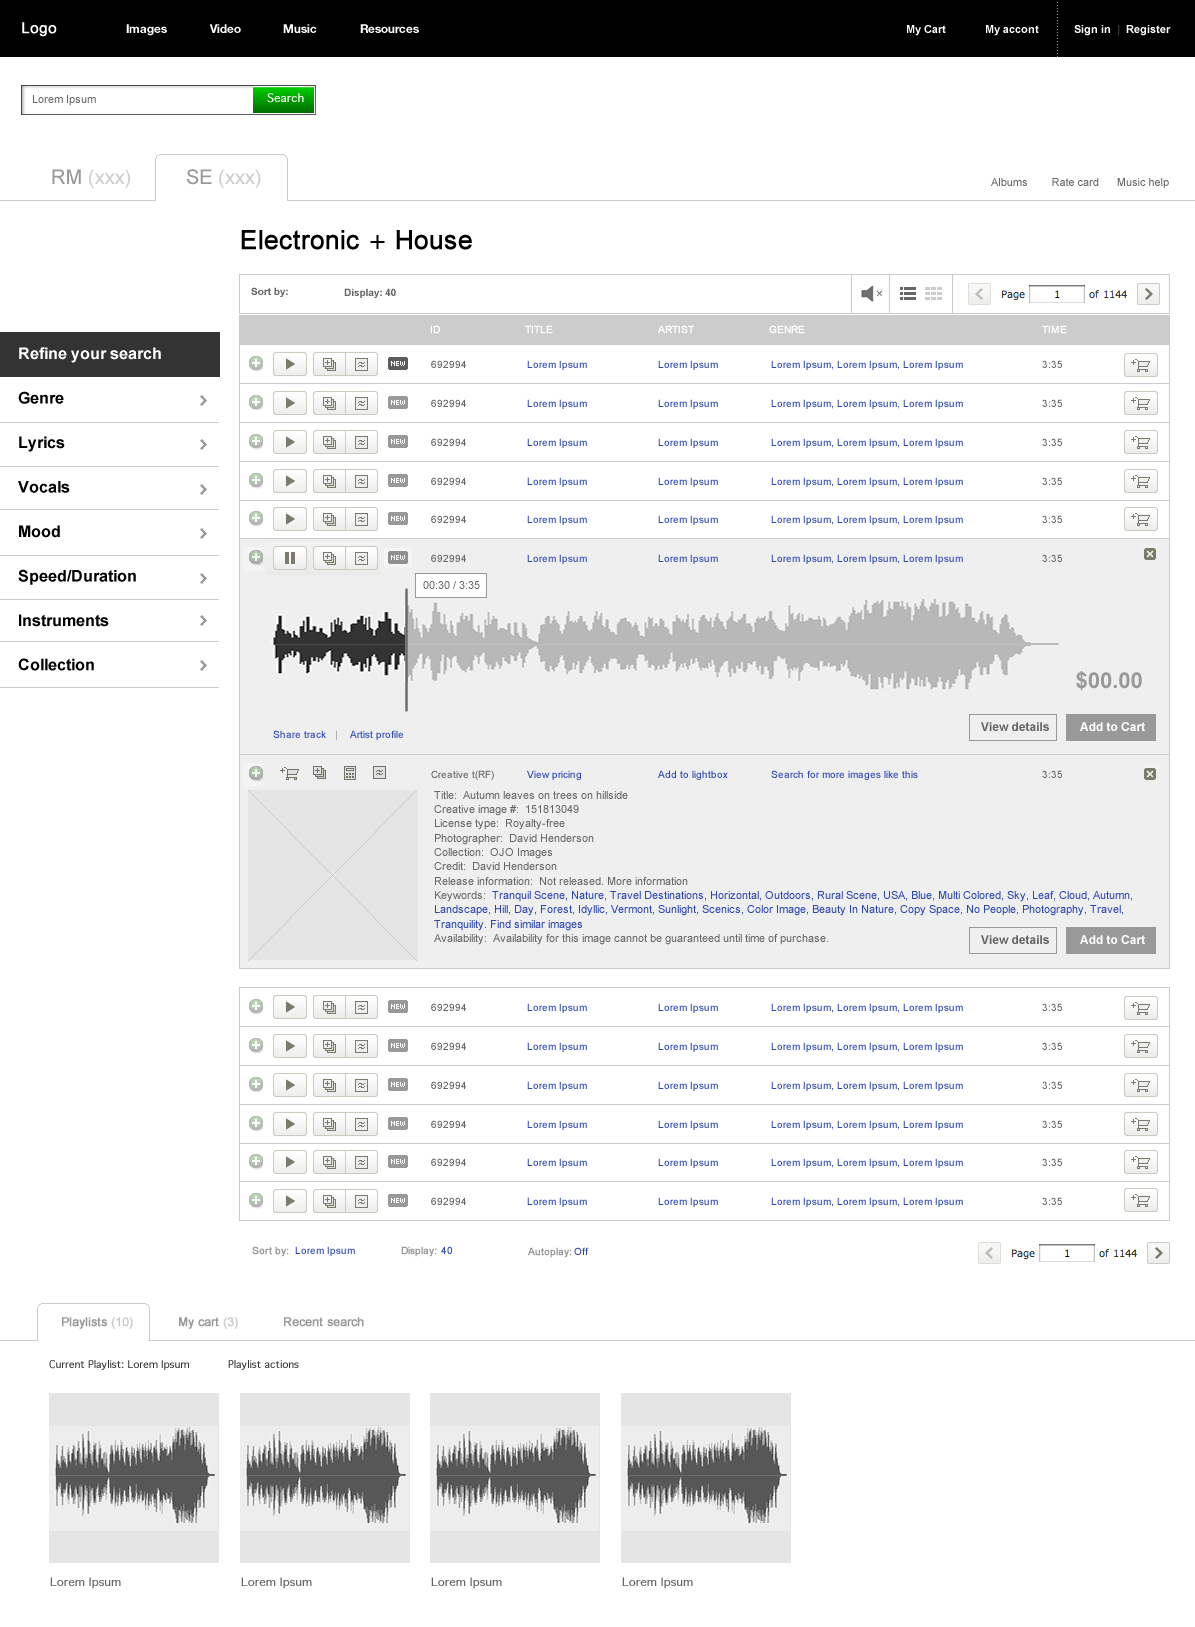 Logo Images Video Music Resources My Cart My accont Sign in | Register
Lorem Ipsum Search
RM (xxx) SE (xxx) Albums Rate card Music help
Electronic + House
Sort by: Display: 40 Page 1 of 1144
ID TITLE ARTIST GENRE TIME
Refine your search
Genre
Lyrics
Vocals
Mood
Speed/Duration
Instruments
Collection
NEW 692994 Lorem Ipsum Lorem Ipsum Lorem Ipsum, Lorem Ipsum, Lorem Ipsum 3:35
NEW 692994 Lorem Ipsum Lorem Ipsum Lorem Ipsum, Lorem Ipsum, Lorem Ipsum 3:35
NEW 692994 Lorem Ipsum Lorem Ipsum Lorem Ipsum, Lorem Ipsum, Lorem Ipsum 3:35
NEW 692994 Lorem Ipsum Lorem Ipsum Lorem Ipsum, Lorem Ipsum, Lorem Ipsum 3:35
NEW 692994 Lorem Ipsum Lorem Ipsum Lorem Ipsum, Lorem Ipsum, Lorem Ipsum 3:35
NEW 692994 Lorem Ipsum Lorem Ipsum Lorem Ipsum, Lorem Ipsum, Lorem Ipsum 3:35
00:30 / 3:35
$00.00
View details Add to Cart
Share track | Artist profile
Creative t(RF) View pricing Add to lightbox Search for more images like this 3:35
Title: Autumn leaves on trees on hillside
Creative image #: 151813049
License type: Royalty-free
Photographer: David Henderson
Collection: OJO Images
Credit: David Henderson
Release information: Not released. More information
Keywords: Tranquil Scene, Nature, Travel Destinations, Horizontal, Outdoors, Rural Scene, USA, Blue, Multi Colored, Sky, Leaf, Cloud, Autumn,
Landscape, Hill, Day, Forest, Idyllic, Vermont, Sunlight, Scenics, Color Image, Beauty In Nature, Copy Space, No People, Photography, Travel,
Tranquility. Find similar images
Availability: Availability for this image cannot be guaranteed until time of purchase.
View details Add to Cart
NEW 692994 Lorem Ipsum Lorem Ipsum Lorem Ipsum, Lorem Ipsum, Lorem Ipsum 3:35
NEW 692994 Lorem Ipsum Lorem Ipsum Lorem Ipsum, Lorem Ipsum, Lorem Ipsum 3:35
NEW 692994 Lorem Ipsum Lorem Ipsum Lorem Ipsum, Lorem Ipsum, Lorem Ipsum 3:35
NEW 692994 Lorem Ipsum Lorem Ipsum Lorem Ipsum, Lorem Ipsum, Lorem Ipsum 3:35
NEW 692994 Lorem Ipsum Lorem Ipsum Lorem Ipsum, Lorem Ipsum, Lorem Ipsum 3:35
NEW 692994 Lorem Ipsum Lorem Ipsum Lorem Ipsum, Lorem Ipsum, Lorem Ipsum 3:35
Sort by: Lorem Ipsum Display: 40 Autoplay: Off Page 1 of 1144
Playlists (10) My cart (3) Recent search
Current Playlist: Lorem Ipsum Playlist actions
Lorem Ipsum Lorem Ipsum Lorem Ipsum Lorem Ipsum